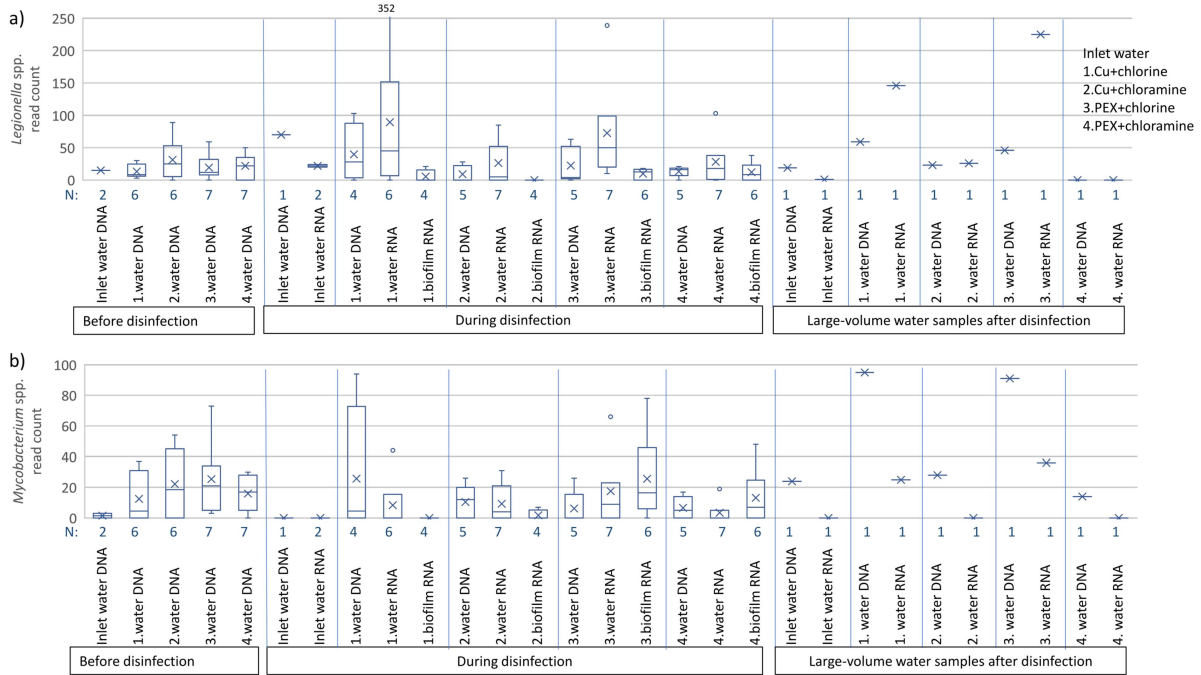 a)
352
Legionella spp.
read count
250
200
150
100
50
0
Inlet water
1.Cu+chlorine
2.Cu+chloramine
3.PEX+chlorine
4.PEX+chloramine
N: 2 6 6 7 7 1 2 4 6 4 5 7 4 5 7 6 5 7 6 1 1 1 1 1 1 1 1 1 1
Inlet water DNA
1.water DNA
2.water DNA
3.water DNA
4.water DNA
Inlet water DNA
Inlet water RNA
1.water DNA
1.water RNA
1.biofilm RNA
2.water DNA
2.water RNA
2.biofilm RNA
3.water DNA
3.water RNA
3.biofilm RNA
4.water DNA
4.water RNA
4.biofilm RNA
Inlet water DNA
Inlet water RNA
1. water DNA
1. water RNA
2. water DNA
2. water RNA
3. water DNA
3. water RNA
4. water DNA
4. water RNA
Before disinfection
During disinfection
Large-volume water samples after disinfection
b)
Mycobacterium spp.
read count
100
80
60
40
20
0
N: 2 6 6 7 7 1 2 4 6 4 5 7 4 5 7 6 5 7 6 1 1 1 1 1 1 1 1 1 1
Inlet water DNA
1.water DNA
2.water DNA
3.water DNA
4.water DNA
Inlet water DNA
Inlet water RNA
1.water DNA
1.water RNA
1.biofilm RNA
2.water DNA
2.water RNA
2.biofilm RNA
3.water DNA
3.water RNA
3.biofilm RNA
4.water DNA
4.water RNA
4.biofilm RNA
Inlet water DNA
Inlet water RNA
1. water DNA
1. water RNA
2. water DNA
2. water RNA
3. water DNA
3. water RNA
4. water DNA
4. water RNA
Before disinfection
During disinfection
Large-volume water samples after disinfection